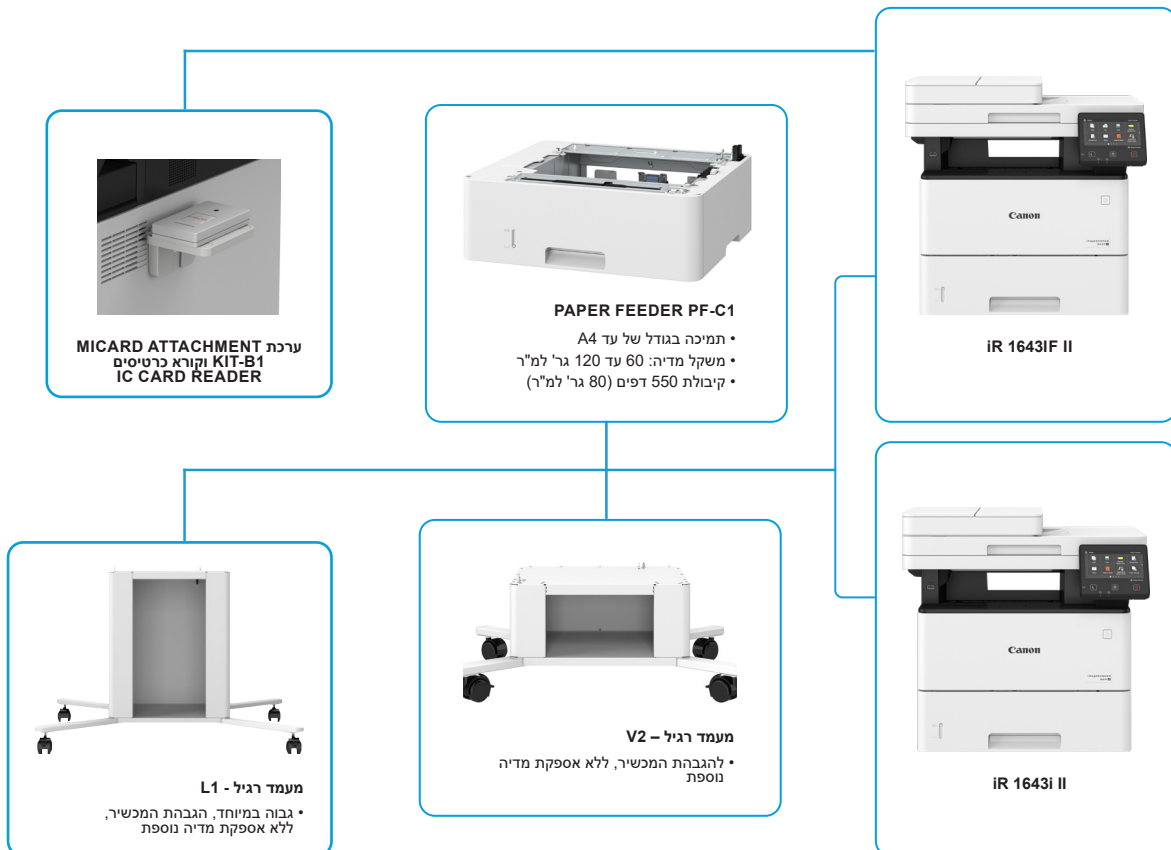 Canon
iR 1643IF II
PAPER FEEDER PF-C1
• תמיכה בגודל של עד A4
• משקל מדיה: 60 עד 120 גר' למ"ר
• קיבולת 550 דפים (80 גר' למ"ר)
ערכת MICARD ATTACHMENT
KIT-B1 וקורא כרטיסים
IC CARD READER
Canon
iR 1643i II
מעמד רגיל – V2
• להגבהת המכשיר, ללא אספקת מדיה
נוספת
מעמד רגיל - L1
• גבוה במיוחד, הגבהת המכשיר,
ללא אספקת מדיה נוספת